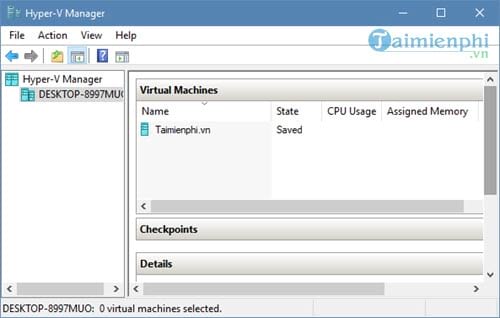 Hyper-V Manager
File Action View Help
Taimienphi
.vn
Hyper-V Manager
DESKTOP-8997MUO
Virtual Machines
Name State CPU Usage Assigned Memory
Taimienphi.vn Saved
Checkpoints
Details
DESKTOP-8997MUO: 0 virtual machines selected.